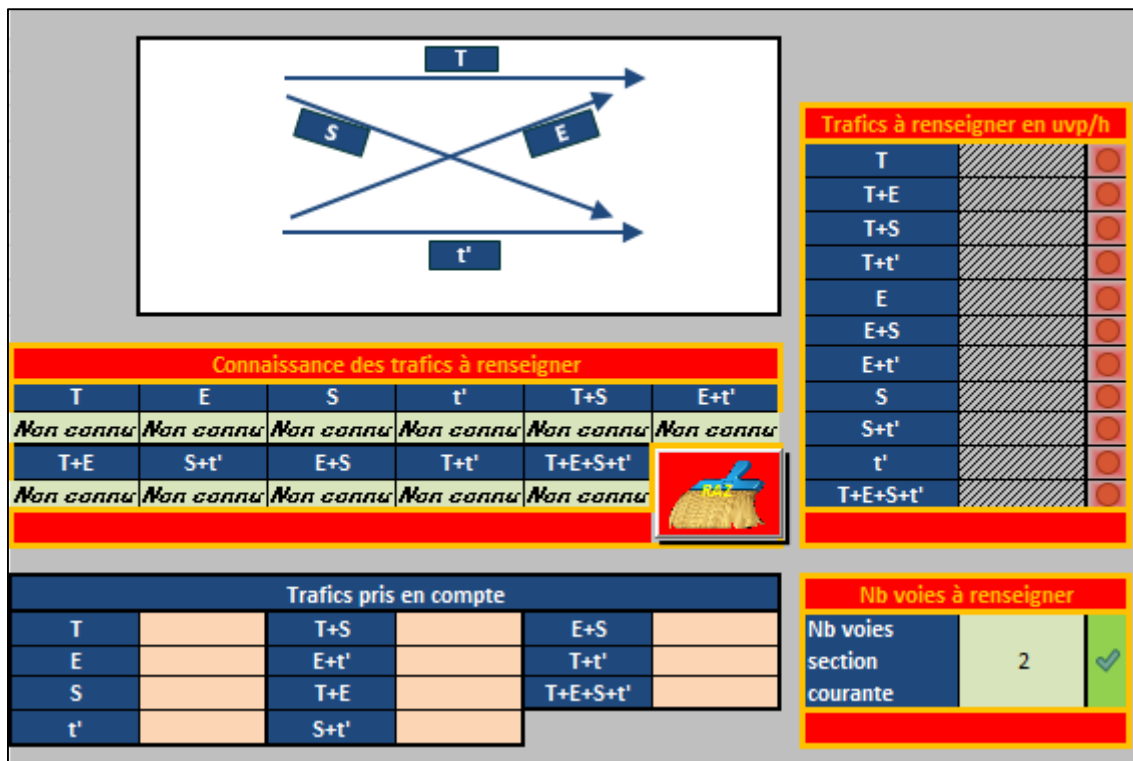 T
S
E
t'
Trafics à renseigner en uvp/h
T
T+E
T+S
T+t'
E
E+S
E+t'
S
S+t'
t'
T+E+S+t'
Connaissance des trafics à renseigner
T E S t' T+S E+t'
Non connu Non connu Non connu Non connu Non connu Non connu
T+E S+t' E+S T+t' T+E+S+t'
Non connu Non connu Non connu Non connu Non connu
RAZ
Trafics pris en compte
T T+S E+S
E E+t' T+t'
S T+E T+E+S+t'
t' S+t'
Nb voies à renseigner
Nb voies
section 2
courante